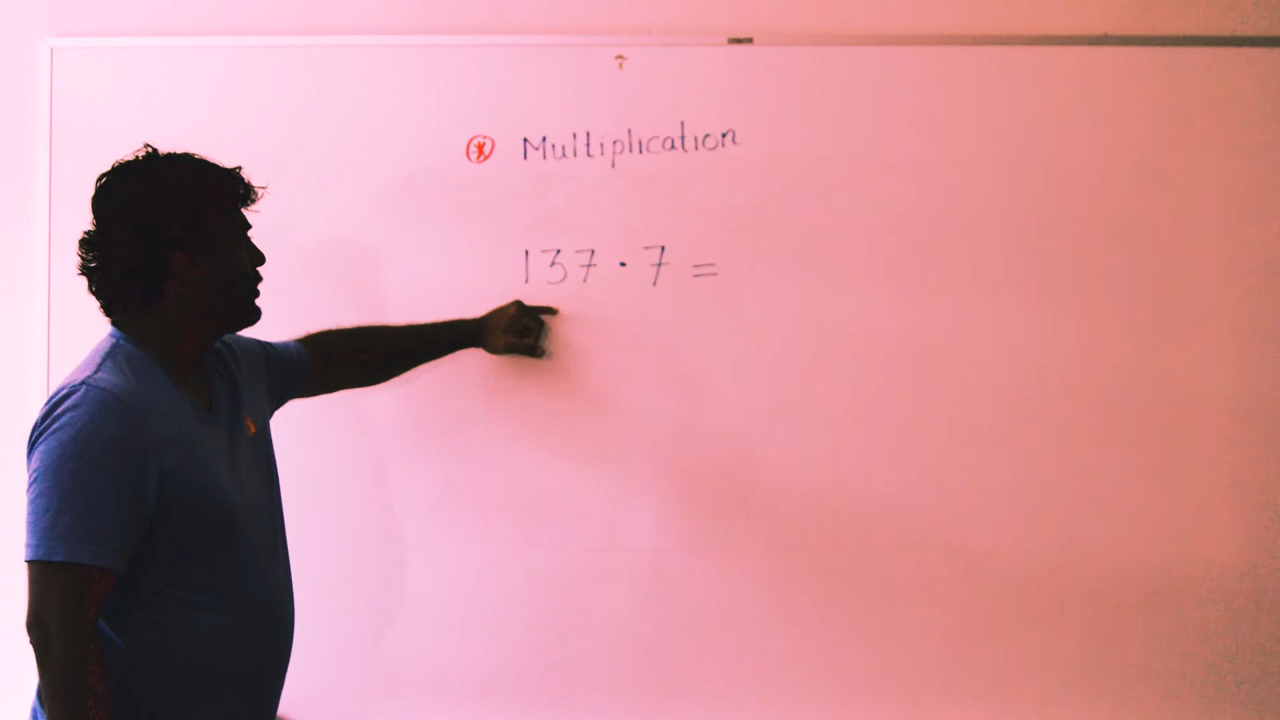 ⊛ Multiplication
137 · 7 =